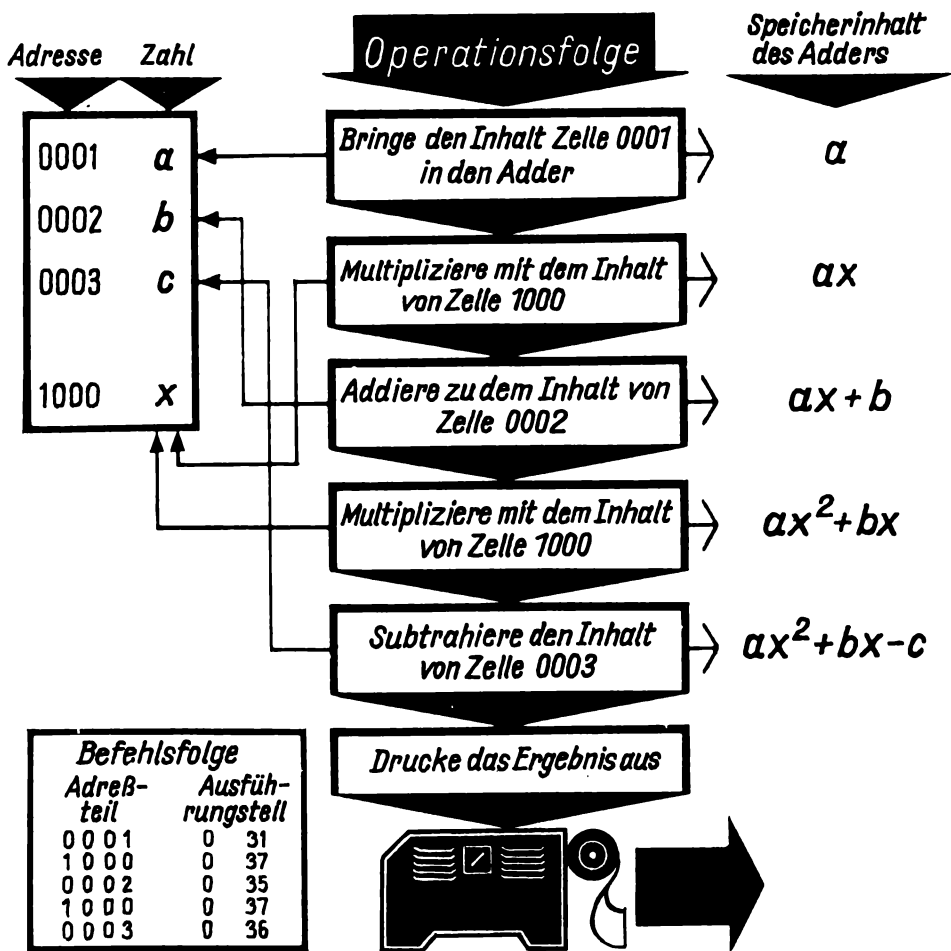 Adresse Zahl
0001 a
0002 b
0003 c
1000 x
Operationsfolge
Bringe den Inhalt Zelle 0001
in den Adder
Multipliziere mit dem Inhalt
von Zelle 1000
Addiere zu dem Inhalt von
Zelle 0002
Multipliziere mit dem Inhalt
von Zelle 1000
Subtrahiere den Inhalt
von Zelle 0003
Drucke das Ergebnis aus
Speicherinhalt
des Adders
a
ax
ax+b
ax²+bx
ax²+bx-c
Befehlsfolge
Adreß- Ausfüh-
teil rungsteil
0001 0 31
1000 0 37
0002 0 35
1000 0 37
0003 0 36